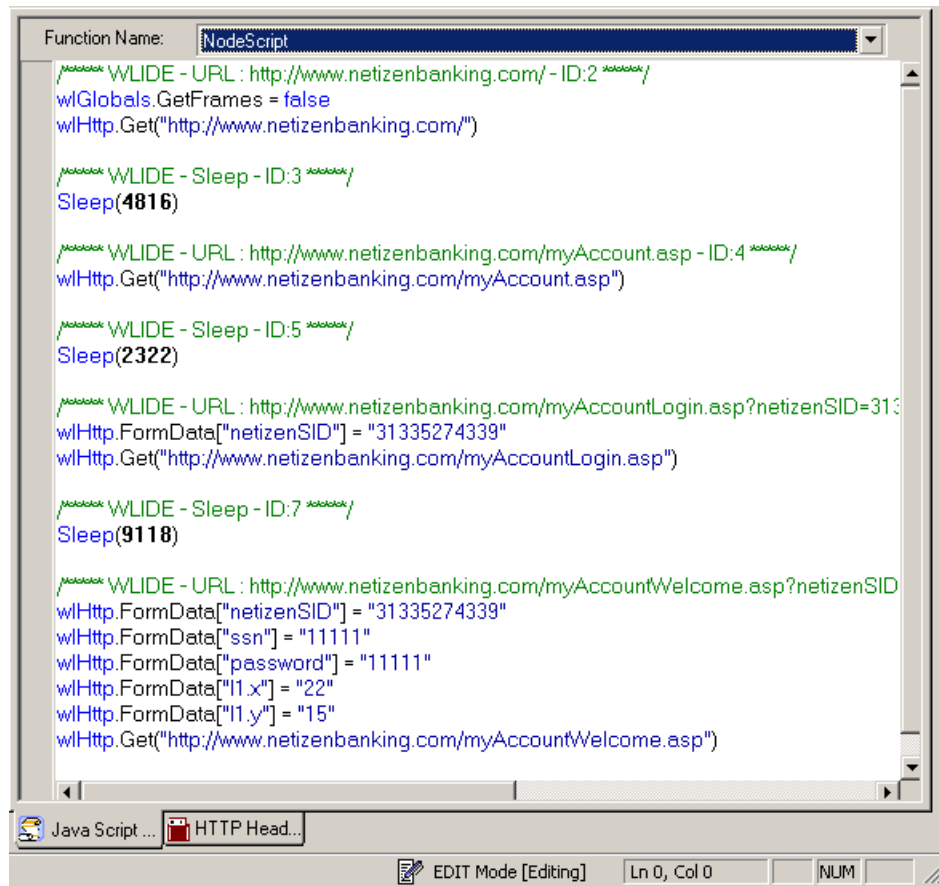 Function Name: NodeScript
/***** WLIDE - URL : http://www.netizenbanking.com/ - ID:2 *****/
wlGlobals.GetFrames = false
wlHttp.Get("http://www.netizenbanking.com/")
/***** WLIDE - Sleep - ID:3 *****/
Sleep(4816)
/***** WLIDE - URL : http://www.netizenbanking.com/myAccount.asp - ID:4 *****/
wlHttp.Get("http://www.netizenbanking.com/myAccount.asp")
/***** WLIDE - Sleep - ID:5 *****/
Sleep(2322)
/***** WLIDE - URL : http://www.netizenbanking.com/myAccountLogin.asp?netizenSID=313
wlHttp.FormData["netizenSID"] = "31335274339"
wlHttp.Get("http://www.netizenbanking.com/myAccountLogin.asp")
/***** WLIDE - Sleep - ID:7 *****/
Sleep(9118)
/***** WLIDE - URL : http://www.netizenbanking.com/myAccountWelcome.asp?netizenSID
wlHttp.FormData["netizenSID"] = "31335274339"
wlHttp.FormData["ssn"] = "11111"
wlHttp.FormData["password"] = "11111"
wlHttp.FormData["l1.x"] = "22"
wlHttp.FormData["l1.y"] = "15"
wlHttp.Get("http://www.netizenbanking.com/myAccountWelcome.asp")
Java Script ... HTTP Head...
EDIT Mode [Editing] Ln 0, Col 0 NUM